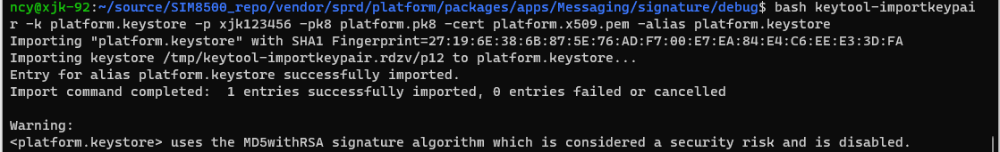 ncy@xjk-92:~/source/SIM8500_repo/vendor/sprd/platform/packages/apps/Messaging/signature/debug$ bash keytool-importkeypai
r -k platform.keystore -p xjk123456 -pk8 platform.pk8 -cert platform.x509.pem -alias platform.keystore
Importing "platform.keystore" with SHA1 Fingerprint=27:19:6E:38:6B:87:5E:76:AD:F7:00:E7:EA:84:E4:C6:EE:E3:3D:FA
Importing keystore /tmp/keytool-importkeypair.rdzv/p12 to platform.keystore...
Entry for alias platform.keystore successfully imported.
Import command completed:  1 entries successfully imported, 0 entries failed or cancelled

Warning:
<platform.keystore> uses the MD5withRSA signature algorithm which is considered a security risk and is disabled.